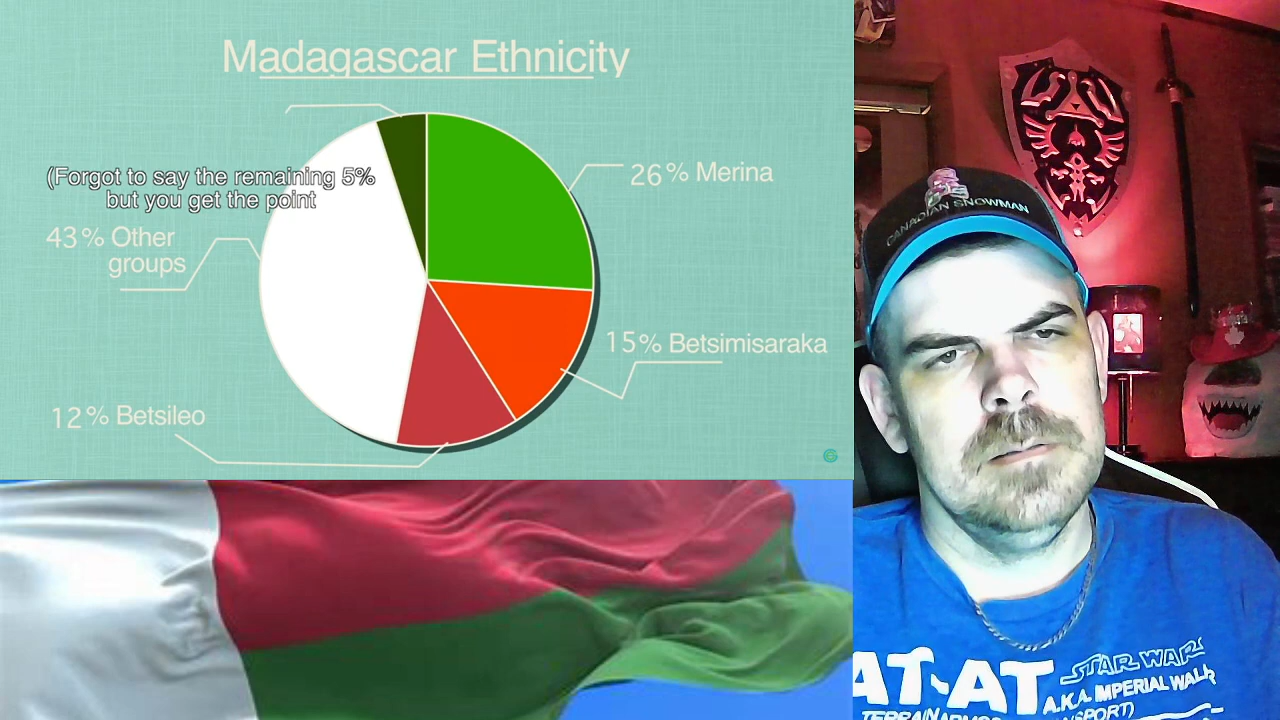 Madagascar Ethnicity
(Forgot to say the remaining 5%
but you get the point
26% Merina
43% Other
groups
15% Betsimisaraka
12% Betsileo
CANADIAN SNOWMAN
AT-AT
STAR WARS
A.K.A. IMPERIAL WALK